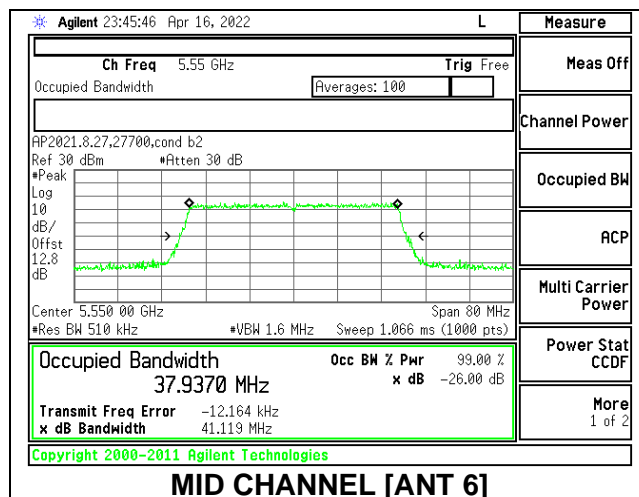 Agilent 23:45:46 Apr 16, 2022 L Measure
Ch Freq 5.55 GHz Trig Free
Meas Off
Occupied Bandwidth Averages: 100
Channel Power
AP2021.8.27,27700,cond b2
Ref 30 dBm #Atten 30 dB
#Peak
Log
10
dB/
Offst
12.8
dB
Occupied BW
ACP
Center 5.550 00 GHz Span 80 MHz
#Res BW 510 kHz #VBW 1.6 MHz Sweep 1.066 ms (1000 pts)
Multi Carrier
Power
Occupied Bandwidth Occ BW % Pwr 99.00 %
37.9370 MHz x dB -26.00 dB
Transmit Freq Error -12.164 kHz
x dB Bandwidth 41.119 MHz
Power Stat
CCDF
More
1 of 2
Copyright 2000-2011 Agilent Technologies
MID CHANNEL [ANT 6]